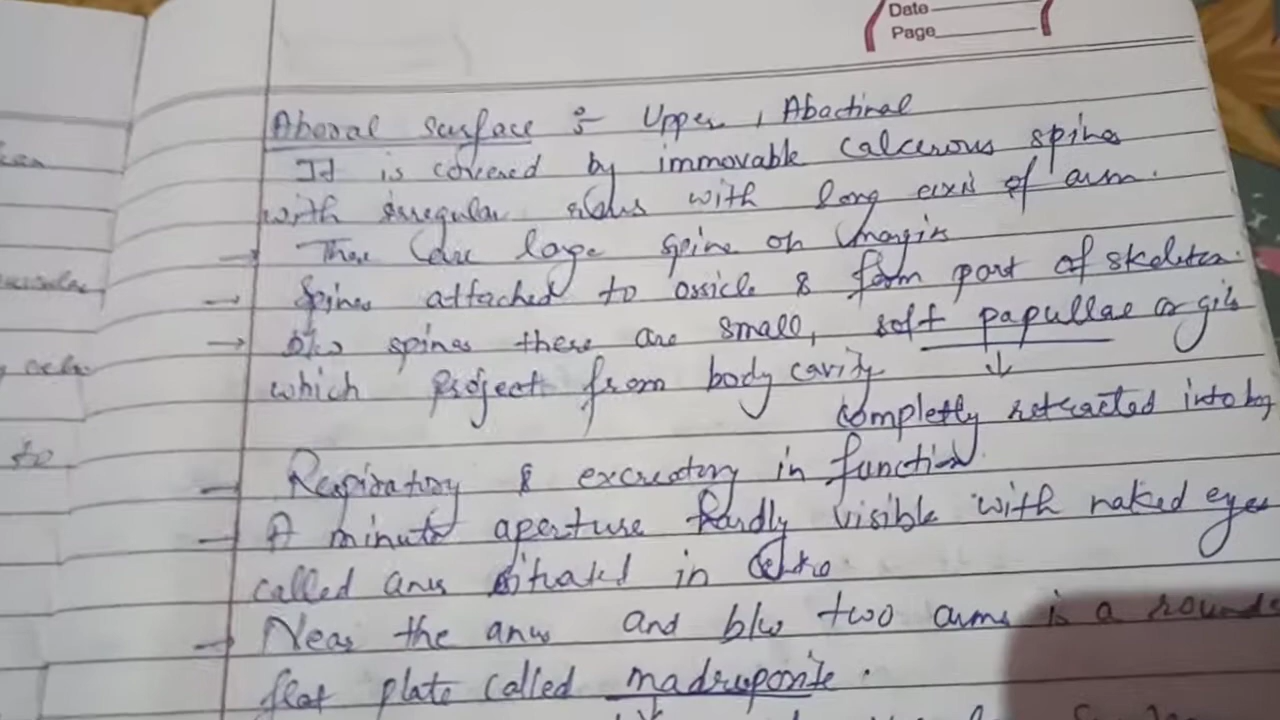 Date
Page
Aboral surface :- Upper, Abactinal
It is covered by immovable calcerous spines
with irregular rows with long axis of arm.
→ There are large spine on margin
→ Spines attached to ossicle & form part of skeleton.
→ b/w spines there are small, soft papullae or gills
which project from body cavity
↓
completly retracted into
→ Respiratory & excreatory in function.
→ A minute aperture hardly visible with naked eyes
called anus situated in
→ Near the anus and b/w two arms is a round
flat plate called madreporite.
to